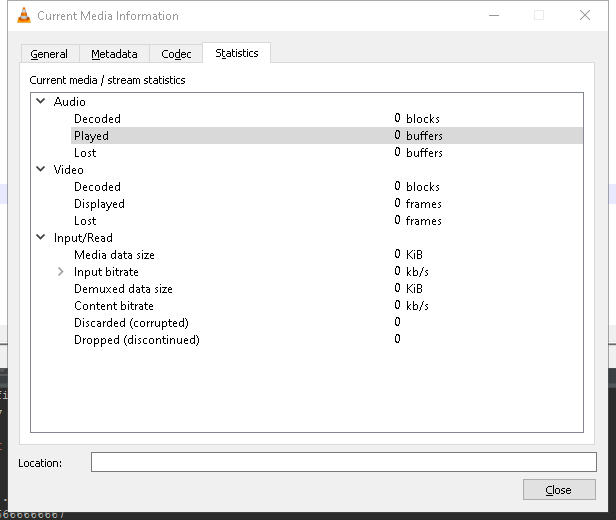 Current Media Information
General Metadata Codec Statistics
Current media / stream statistics
Audio
Decoded 0 blocks
Played 0 buffers
Lost 0 buffers
Video
Decoded 0 blocks
Displayed 0 frames
Lost 0 frames
Input/Read
Media data size 0 KiB
Input bitrate 0 kb/s
Demuxed data size 0 KiB
Content bitrate 0 kb/s
Discarded (corrupted) 0
Dropped (discontinued) 0
Location:
Close